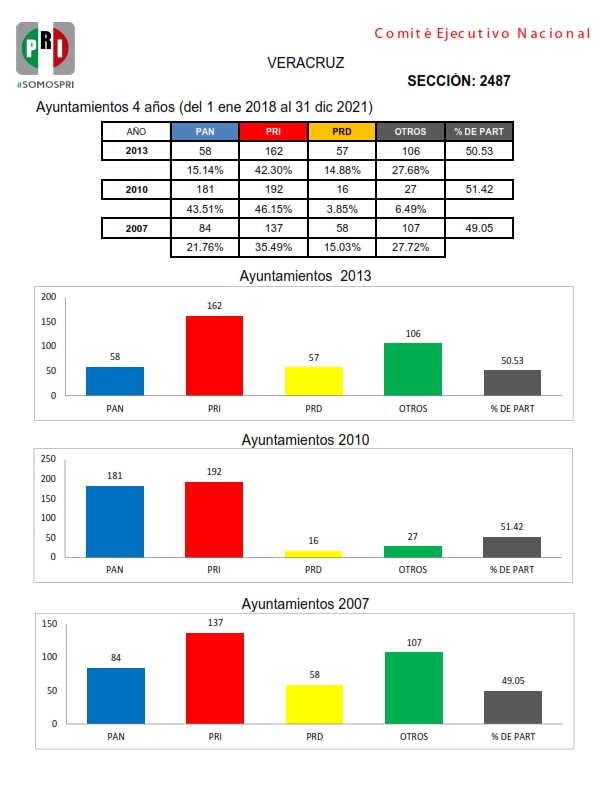 Comité Ejecutivo Nacional
PRI
#SOMOSPRI
VERACRUZ
SECCIÓN: 2487
Ayuntamientos 4 años (del 1 ene 2018 al 31 dic 2021)
AÑO PAN PRI PRD OTROS % DE PART
2013 58 162 57 106 50.53
15.14% 42.30% 14.88% 27.68%
2010 181 192 16 27 51.42
43.51% 46.15% 3.85% 6.49%
2007 84 137 58 107 49.05
21.76% 35.49% 15.03% 27.72%
Ayuntamientos 2013
200
150
100
50
0
58 162 57 106 50.53
PAN PRI PRD OTROS % DE PART
Ayuntamientos 2010
250
200
150
100
50
0
181 192 16 27 51.42
PAN PRI PRD OTROS % DE PART
Ayuntamientos 2007
150
100
50
0
84 137 58 107 49.05
PAN PRI PRD OTROS % DE PART